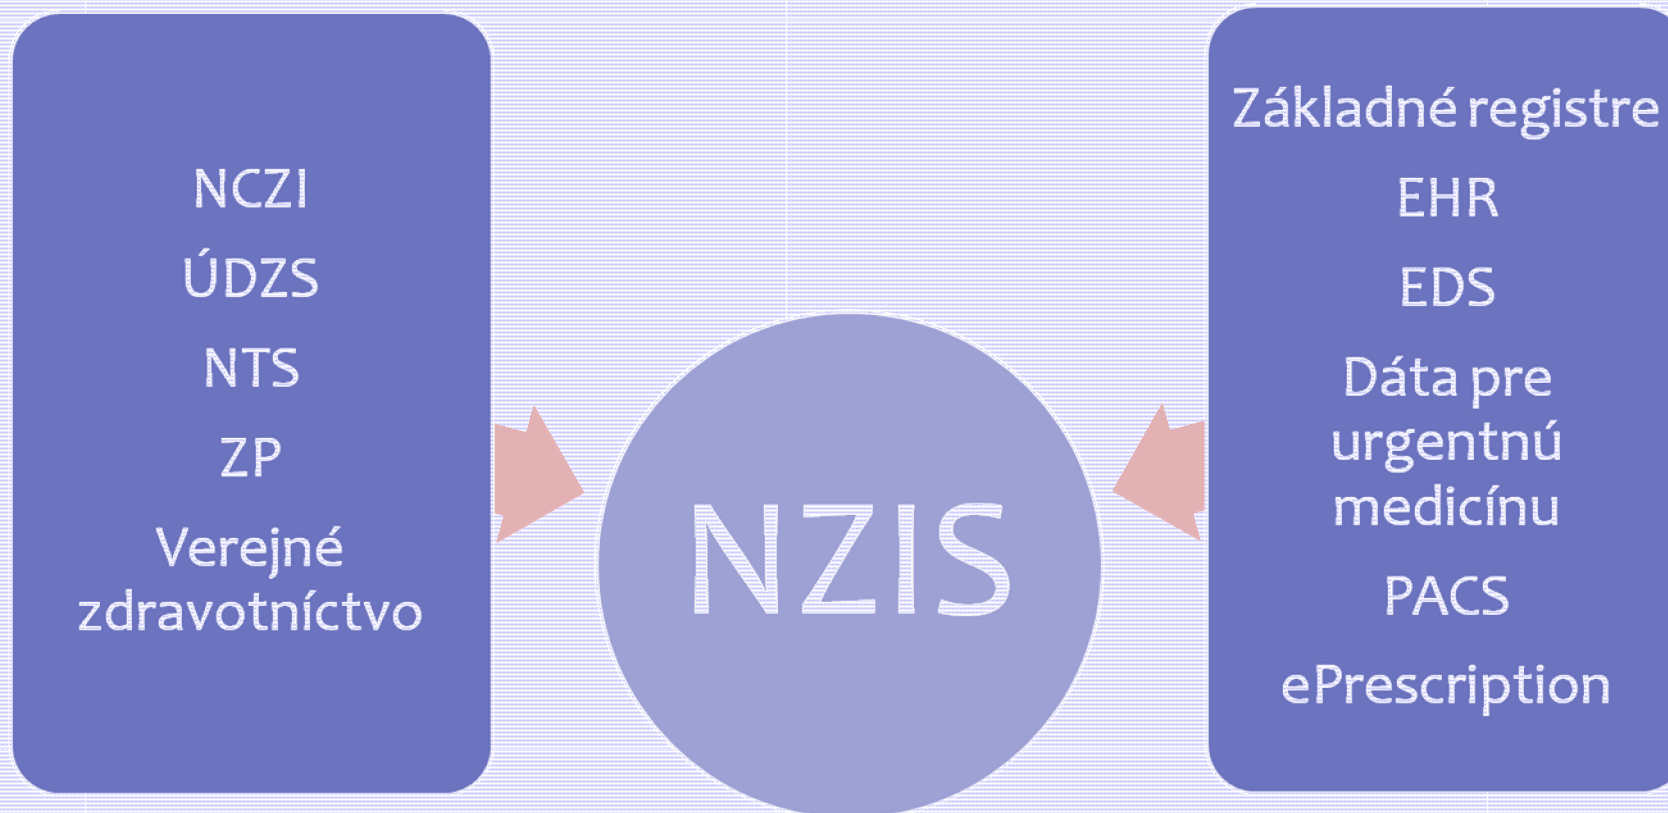 NCZI
ÚDZS
NTS
ZP
Verejné
zdravotníctvo
NZIS
Základné registre
EHR
EDS
Dáta pre
urgentnú
medicínu
PACS
ePrescription